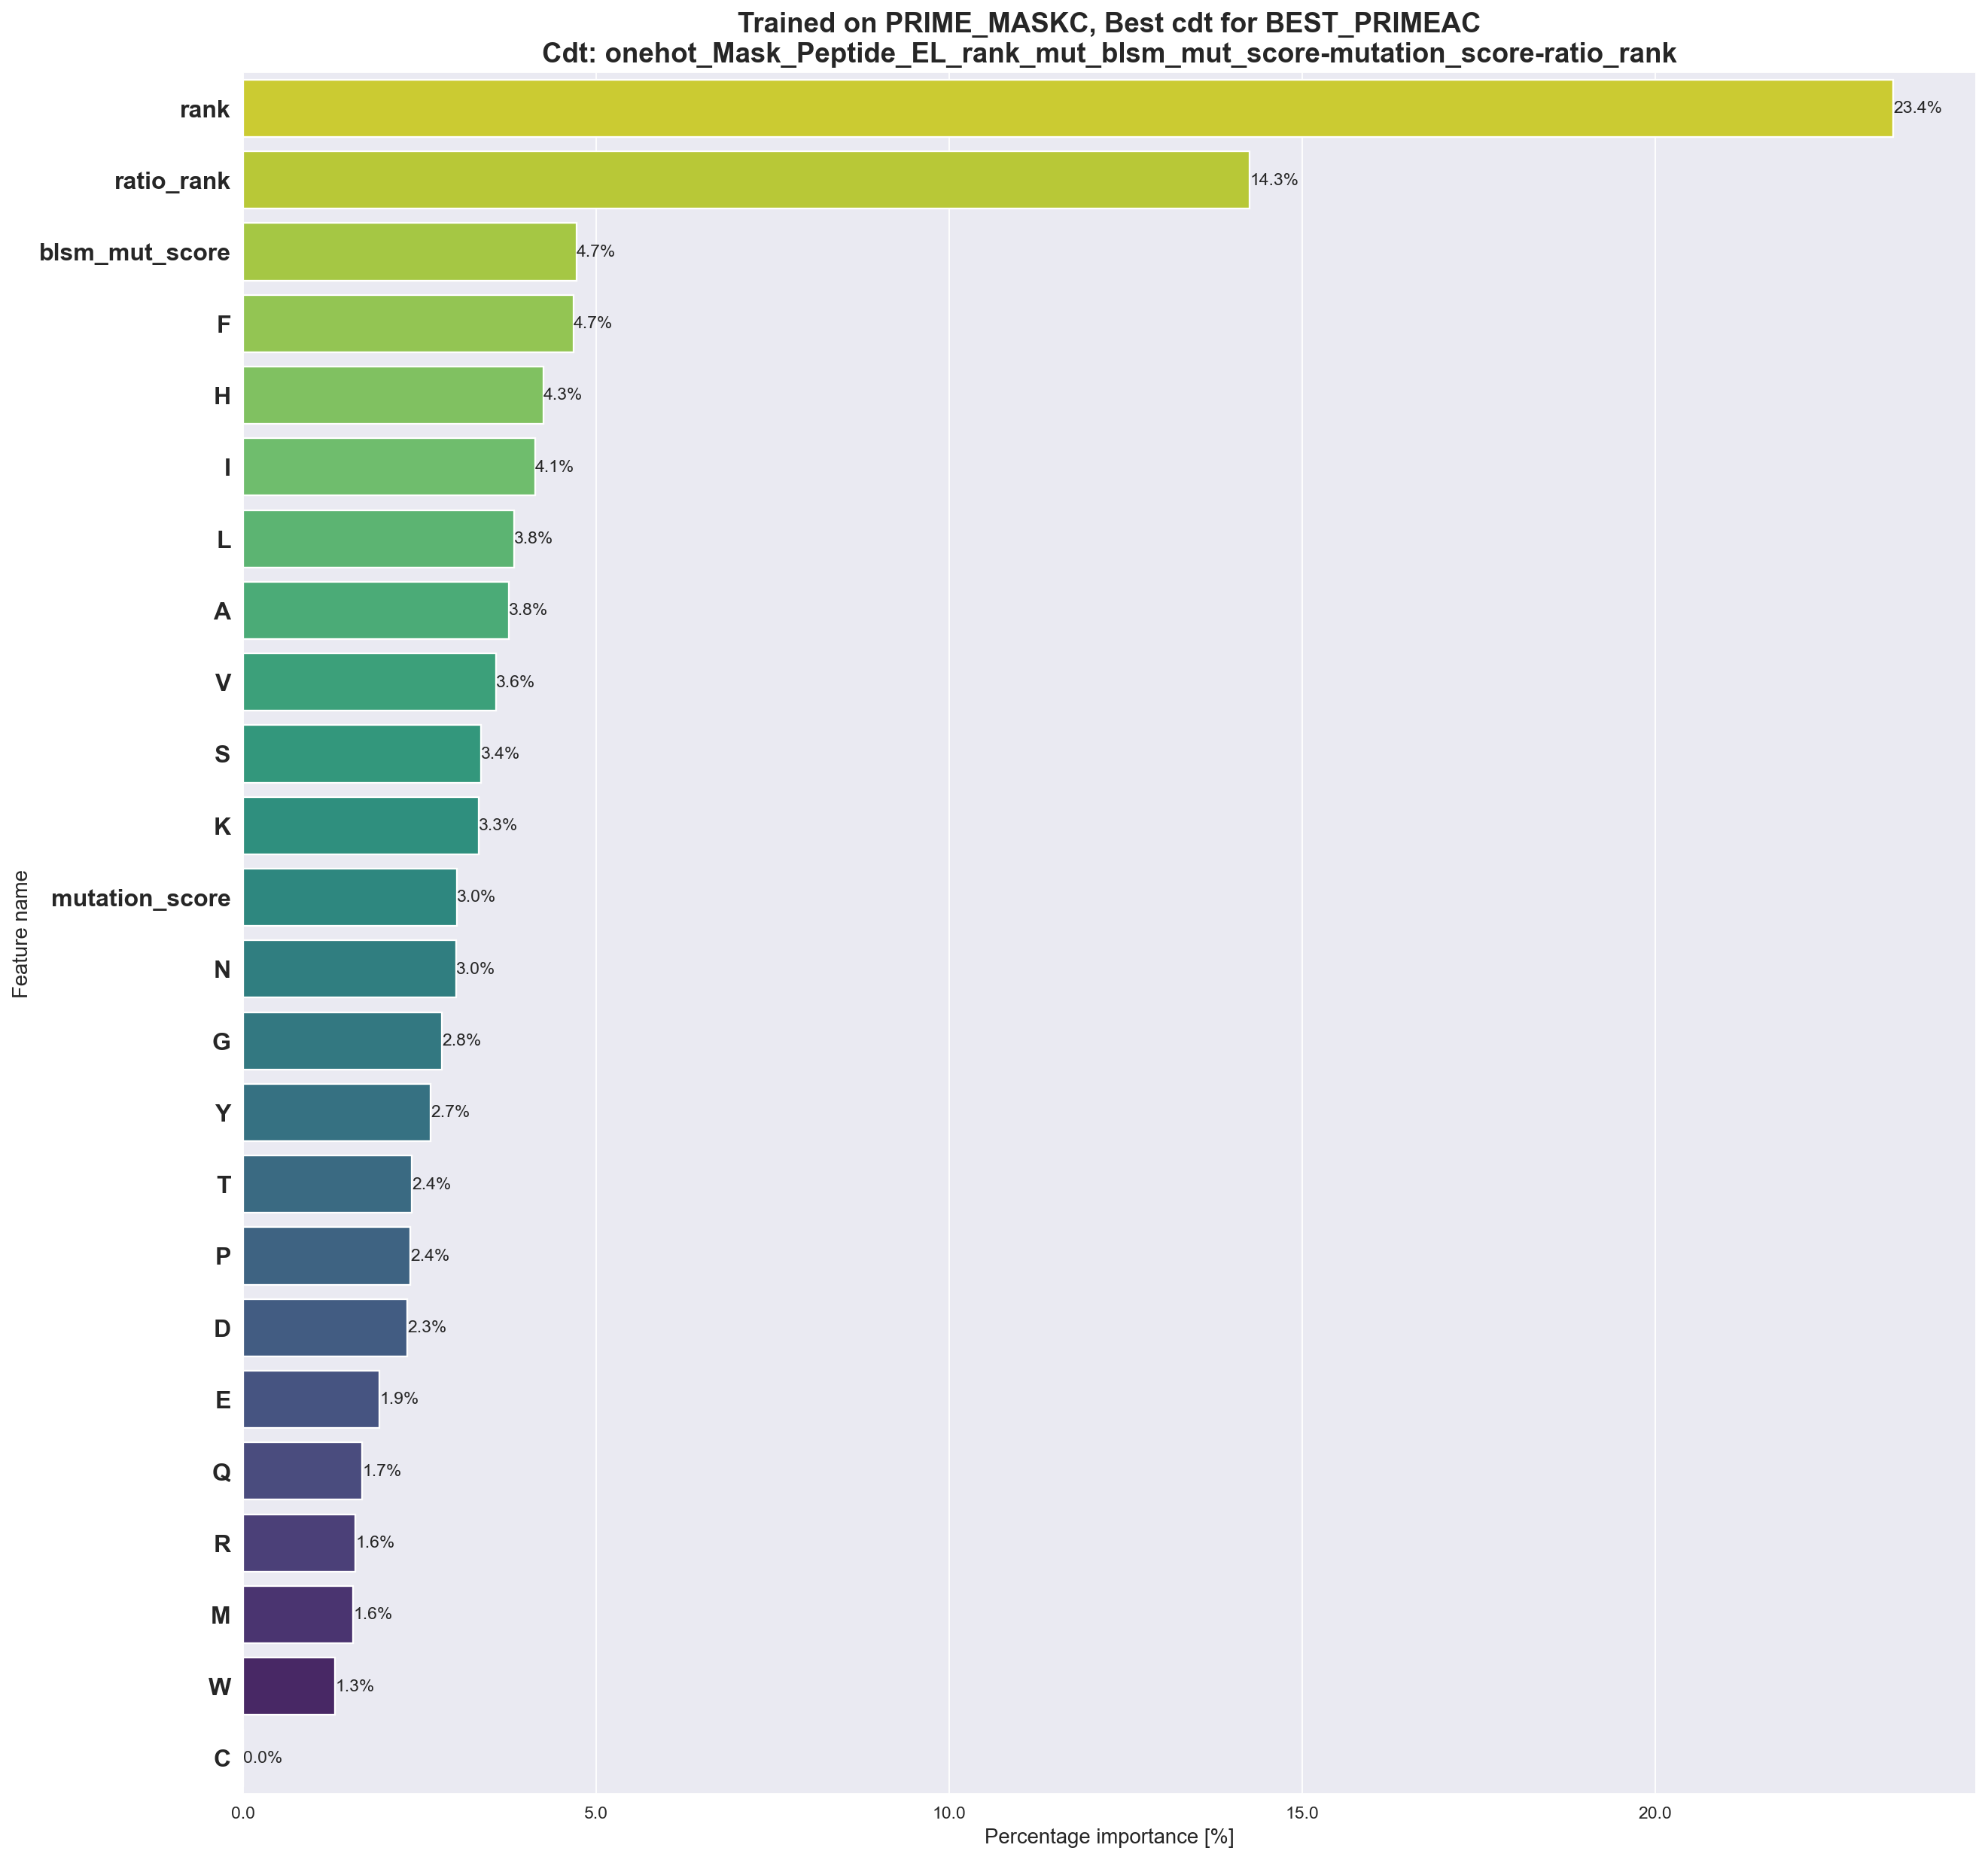 Trained on PRIME_MASKC, Best cdt for BEST_PRIMEAC
Cdt: onehot_Mask_Peptide_EL_rank_mut_blsm_mut_score-mutation_score-ratio_rank
rank 23.4%
ratio_rank 14.3%
blsm_mut_score 4.7%
F 4.7%
H 4.3%
I 4.1%
L 3.8%
A 3.8%
V 3.6%
S 3.4%
K 3.3%
mutation_score 3.0%
N 3.0%
G 2.8%
Y 2.7%
T 2.4%
P 2.4%
D 2.3%
E 1.9%
Q 1.7%
R 1.6%
M 1.6%
W 1.3%
C 0.0%
Feature name
0.0 5.0 10.0 15.0 20.0
Percentage importance [%]